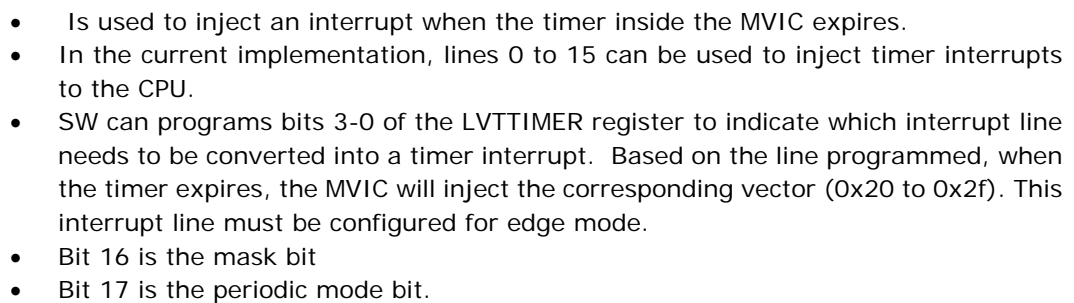 • Is used to inject an interrupt when the timer inside the MVIC expires.
• In the current implementation, lines 0 to 15 can be used to inject timer interrupts
to the CPU.
• SW can programs bits 3-0 of the LVTTIMER register to indicate which interrupt line
needs to be converted into a timer interrupt. Based on the line programmed, when
the timer expires, the MVIC will inject the corresponding vector (0x20 to 0x2f). This
interrupt line must be configured for edge mode.
• Bit 16 is the mask bit
• Bit 17 is the periodic mode bit.